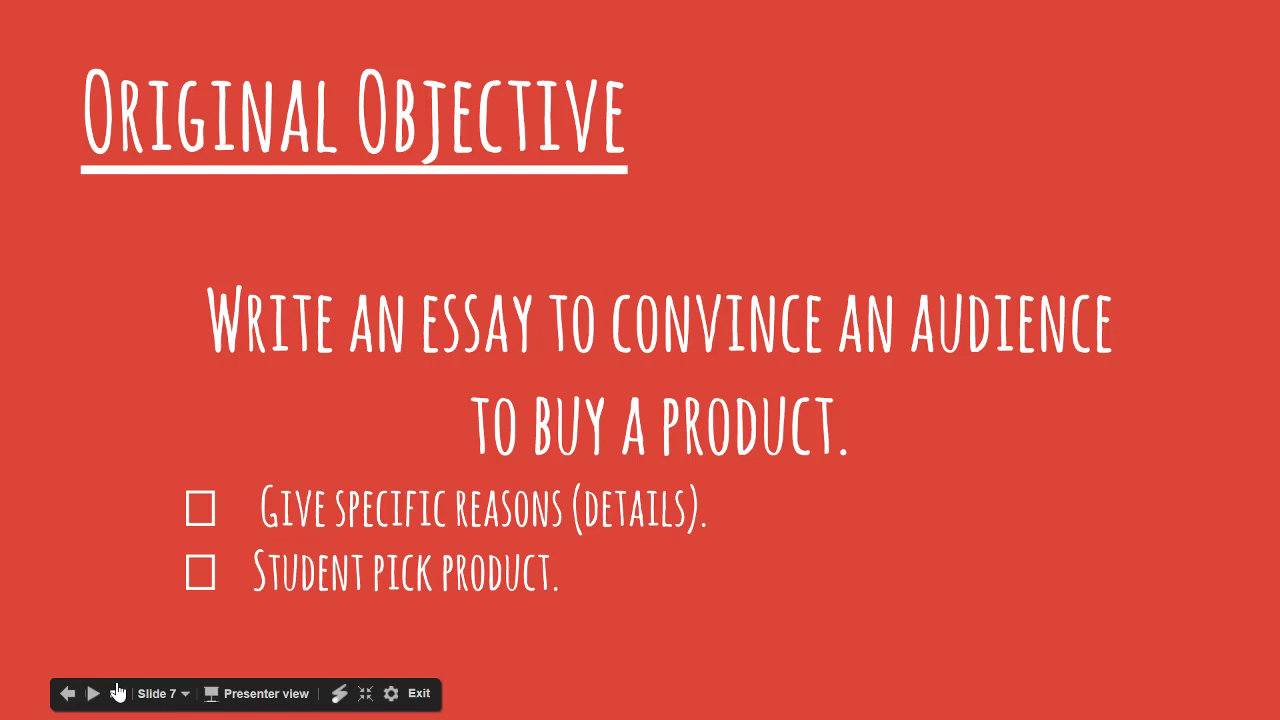 Original Objective
Write an essay to convince an audience
to buy a product.
Give specific reasons (details).
Student pick product.
Slide 7 Presenter view Exit